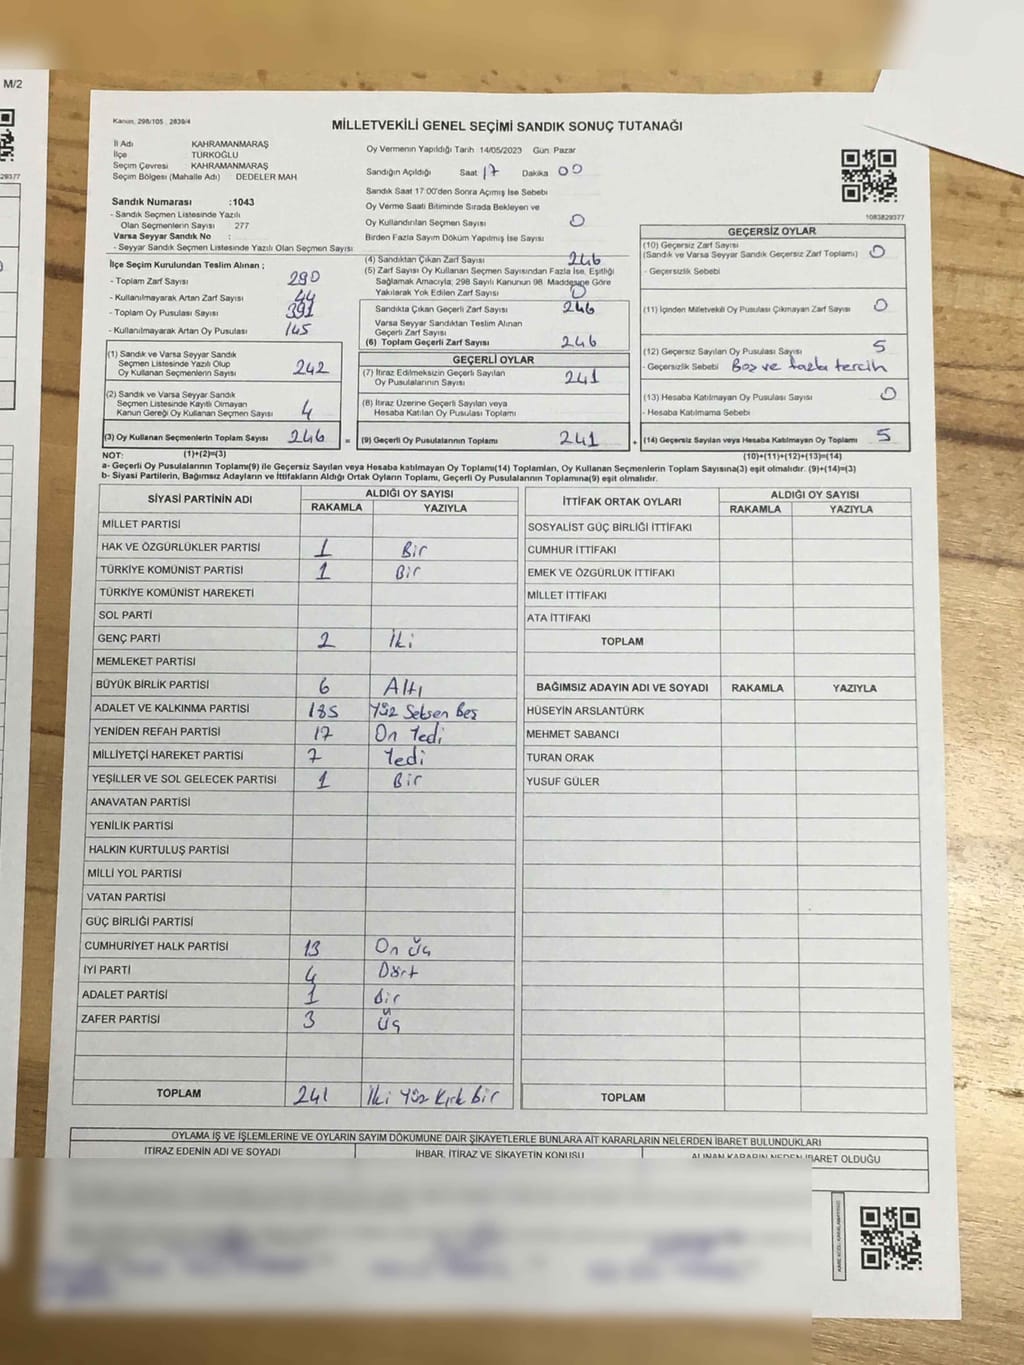 M/2
29377
Kanun, 298/105 , 2839/4
MİLLETVEKİLİ GENEL SEÇİMİ SANDIK SONUÇ TUTANAĞI
İl Adı KAHRAMANMARAŞ
İlçe TÜRKOĞLU
Seçim Çevresi KAHRAMANMARAŞ
Seçim Bölgesi (Mahalle Adı) DEDELER MAH
Sandık Numarası :1043
- Sandık Seçmen Listesinde Yazılı
Olan Seçmenlerin Sayısı 277
Varsa Seyyar Sandık No :
- Seyyar Sandık Seçmen Listesinde Yazılı Olan Seçmen Sayısı
Oy Vermenin Yapıldığı Tarih 14/05/2023 Gün Pazar
Sandığın Açıldığı Saat 17 Dakika 00
Sandık Saat 17:00'den Sonra Açımış İse Sebebi
Oy Verme Saati Bitiminde Sırada Bekleyen ve
Oy Kullandırılan Seçmen Sayısı 0
Birden Fazla Sayım Döküm Yapılmış İse Sayısı
1083829377
İlçe Seçim Kurulundan Teslim Alınan ;
- Toplam Zarf Sayısı 290
- Kullanılmayarak Artan Zarf Sayısı 44
- Toplam Oy Pusulası Sayısı 391
- Kullanılmayarak Artan Oy Pusulası 145
(1) Sandık ve Varsa Seyyar Sandık
Seçmen Listesinde Yazılı Olup
Oy Kullanan Seçmenlerin Sayısı 242
(2) Sandık ve Varsa Seyyar Sandık
Seçmen Listesinde Kayıtlı Olmayan
Kanun Gereği Oy Kullanan Seçmen Sayısı 4
(3) Oy Kullanan Seçmenlerin Toplam Sayısı 246 =
(4) Sandıktan Çıkan Zarf Sayısı 246
(5) Zarf Sayısı Oy Kullanan Seçmen Sayısından Fazla İse, Eşitliği
Sağlamak Amacıyla; 298 Sayılı Kanunun 98. Maddesine Göre
Yakılarak Yok Edilen Zarf Sayısı 0
Sandıkta Çıkan Geçerli Zarf Sayısı 246
Varsa Seyyar Sandıktan Teslim Alınan
Geçerli Zarf Sayısı
(6) Toplam Geçerli Zarf Sayısı 246
GEÇERLİ OYLAR
(7) İtiraz Edilmeksizin Geçerli Sayılan
Oy Pusulalarının Sayısı 241
(8) İtiraz Üzerine Geçerli Sayılan veya
Hesaba Katılan Oy Pusulası Toplamı
(9) Geçerli Oy Pusulalarının Toplamı 241 +
GEÇERSİZ OYLAR
(10) Geçersiz Zarf Sayısı
(Sandık ve Varsa Seyyar Sandık Geçersiz Zarf Toplamı) 0
- Geçersizlik Sebebi
(11) İçinden Milletvekili Oy Pusulası Çıkmayan Zarf Sayısı 0
(12) Geçersiz Sayılan Oy Pusulası Sayısı 5
- Geçersizlik Sebebi Boş ve fazla tercih
(13) Hesaba Katılmayan Oy Pusulası Sayısı 0
- Hesaba Katılmama Sebebi
(14) Geçersiz Sayılan veya Hesaba Katılmayan Oy Pusulası Toplamı 5
NOT: (1)+(2)=(3) (10)+(11)+(12)+(13)=(14)
a- Geçerli Oy Pusulalarının Toplamı(9) ile Geçersiz Sayılan veya Hesaba katılmayan Oy Toplamı(14) Toplamları, Oy Kullanan Seçmenlerin Toplam Sayısına(3) eşit olmalıdır. (9)+(14)=(3)
b- Siyasi Partilerin, Bağımsız Adayların ve İttifakların Aldığı Ortak Oyların Toplamı, Geçerli Oy Pusulalarının Toplamına(9) eşit olmalıdır.
SİYASİ PARTİNİN ADI ALDIĞI OY SAYISI
RAKAMLA YAZIYLA
MİLLET PARTİSİ
HAK VE ÖZGÜRLÜKLER PARTİSİ 1 Bir
TÜRKİYE KOMÜNİST PARTİSİ 1 Bir
TÜRKİYE KOMÜNİST HAREKETİ
SOL PARTİ
GENÇ PARTİ 2 İki
MEMLEKET PARTİSİ
BÜYÜK BİRLİK PARTİSİ 6 Altı
ADALET VE KALKINMA PARTİSİ 185 Yüz Seksen Beş
YENİDEN REFAH PARTİSİ 17 On Yedi
MİLLİYETÇİ HAREKET PARTİSİ 7 Yedi
YEŞİLLER VE SOL GELECEK PARTİSİ 1 Bir
ANAVATAN PARTİSİ
YENİLİK PARTİSİ
HALKIN KURTULUŞ PARTİSİ
MİLLİ YOL PARTİSİ
VATAN PARTİSİ
GÜÇ BİRLİĞİ PARTİSİ
CUMHURİYET HALK PARTİSİ 13 On Üç
İYİ PARTİ 4 Dört
ADALET PARTİSİ 1 Bir
ZAFER PARTİSİ 3 Üç
TOPLAM 241 İki Yüz Kırk Bir
İTTİFAK ORTAK OYLARI ALDIĞI OY SAYISI
RAKAMLA YAZIYLA
SOSYALİST GÜÇ BİRLİĞİ İTTİFAKI
CUMHUR İTTİFAKI
EMEK VE ÖZGÜRLÜK İTTİFAKI
MİLLET İTTİFAKI
ATA İTTİFAKI
TOPLAM
BAĞIMSIZ ADAYIN ADI VE SOYADI RAKAMLA YAZIYLA
HÜSEYİN ARSLANTÜRK
MEHMET SABANCI
TURAN ORAK
YUSUF GÜLER
TOPLAM
OYLAMA İŞ VE İŞLEMLERİNE VE OYLARIN SAYIM DÖKÜMÜNE DAİR ŞİKAYETLERLE BUNLARA AİT KARARLARIN NELERDEN İBARET BULUNDUKLARI
İTİRAZ EDENİN ADI VE SOYADI İHBAR, İTİRAZ VE ŞİKAYETİN KONUSU ALINAN KARARIN NEDEN İBARET OLDUĞU